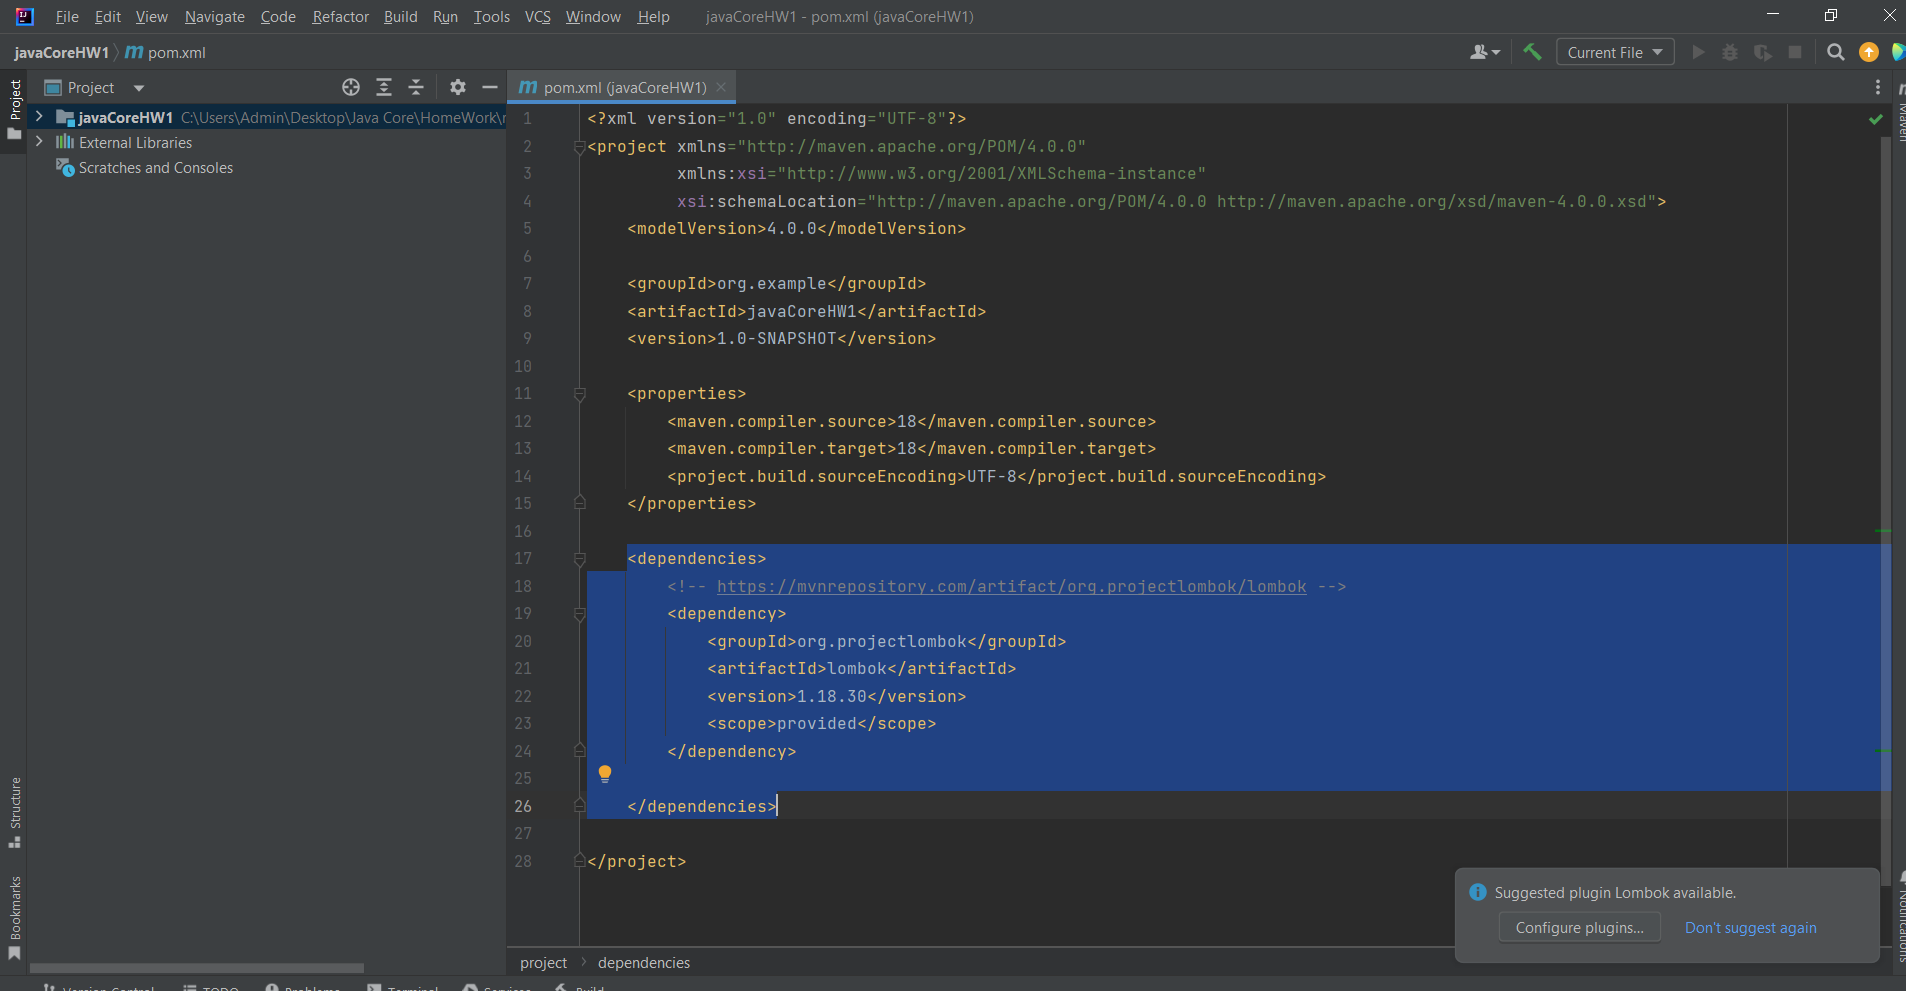 File Edit View Navigate Code Refactor Build Run Tools VCS Window Help javaCoreHW1 - pom.xml (javaCoreHW1)
javaCoreHW1 m pom.xml Current File
Project Project m pom.xml (javaCoreHW1)
javaCoreHW1 C:\Users\Admin\Desktop\Java Core\HomeWork\
External Libraries
Scratches and Consoles
Maven
1 <?xml version="1.0" encoding="UTF-8"?>
2 <project xmlns="http://maven.apache.org/POM/4.0.0"
3 xmlns:xsi="http://www.w3.org/2001/XMLSchema-instance"
4 xsi:schemaLocation="http://maven.apache.org/POM/4.0.0 http://maven.apache.org/xsd/maven-4.0.0.xsd">
5 <modelVersion>4.0.0</modelVersion>
6
7 <groupId>org.example</groupId>
8 <artifactId>javaCoreHW1</artifactId>
9 <version>1.0-SNAPSHOT</version>
10
11 <properties>
12 <maven.compiler.source>18</maven.compiler.source>
13 <maven.compiler.target>18</maven.compiler.target>
14 <project.build.sourceEncoding>UTF-8</project.build.sourceEncoding>
15 </properties>
16
17 <dependencies>
18 <!-- https://mvnrepository.com/artifact/org.projectlombok/lombok -->
19 <dependency>
20 <groupId>org.projectlombok</groupId>
21 <artifactId>lombok</artifactId>
22 <version>1.18.30</version>
23 <scope>provided</scope>
24 </dependency>
25
26 </dependencies>
27
28 </project>
Structure
Bookmarks
Suggested plugin Lombok available.
Configure plugins... Don't suggest again
Notifications
project dependencies
Version Control TODO Problems Terminal Services Build